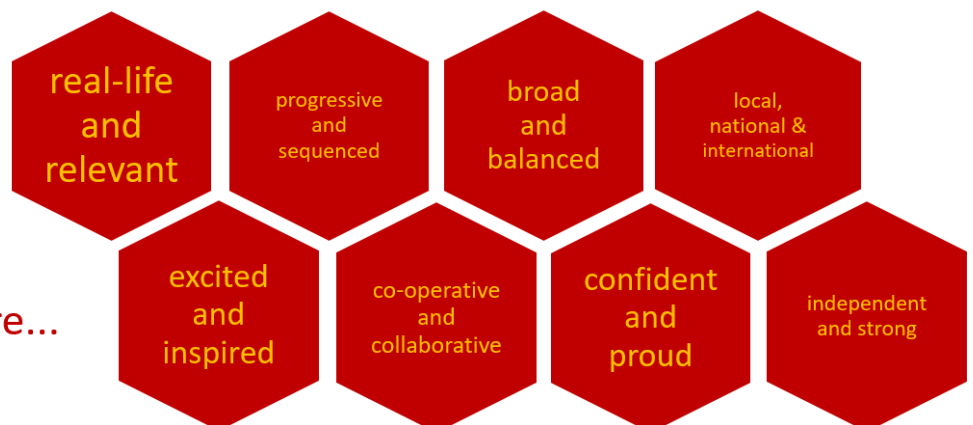 real-life
and
relevant
progressive
and
sequenced
broad
and
balanced
local,
national &
international
re...
excited
and
inspired
co-operative
and
collaborative
confident
and
proud
independent
and strong